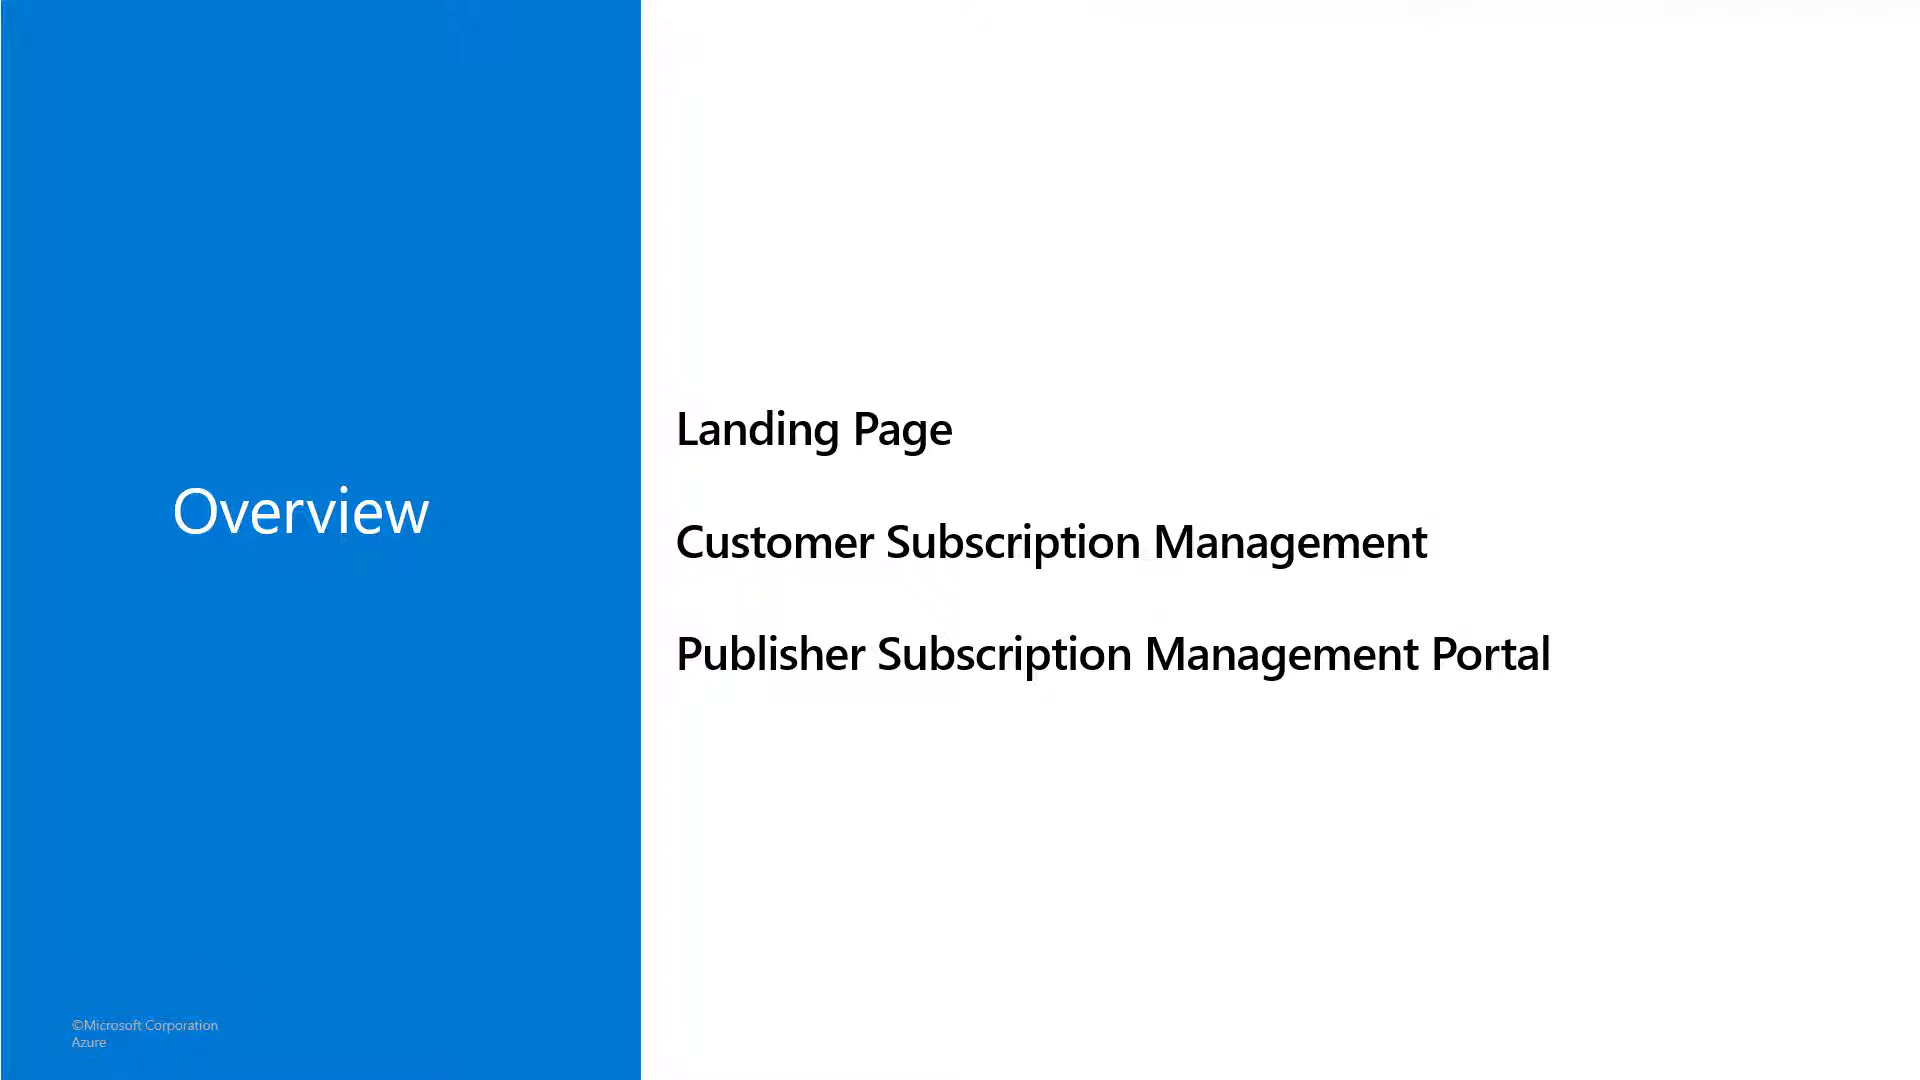 Overview
Landing Page
Customer Subscription Management
Publisher Subscription Management Portal
©Microsoft Corporation
Azure